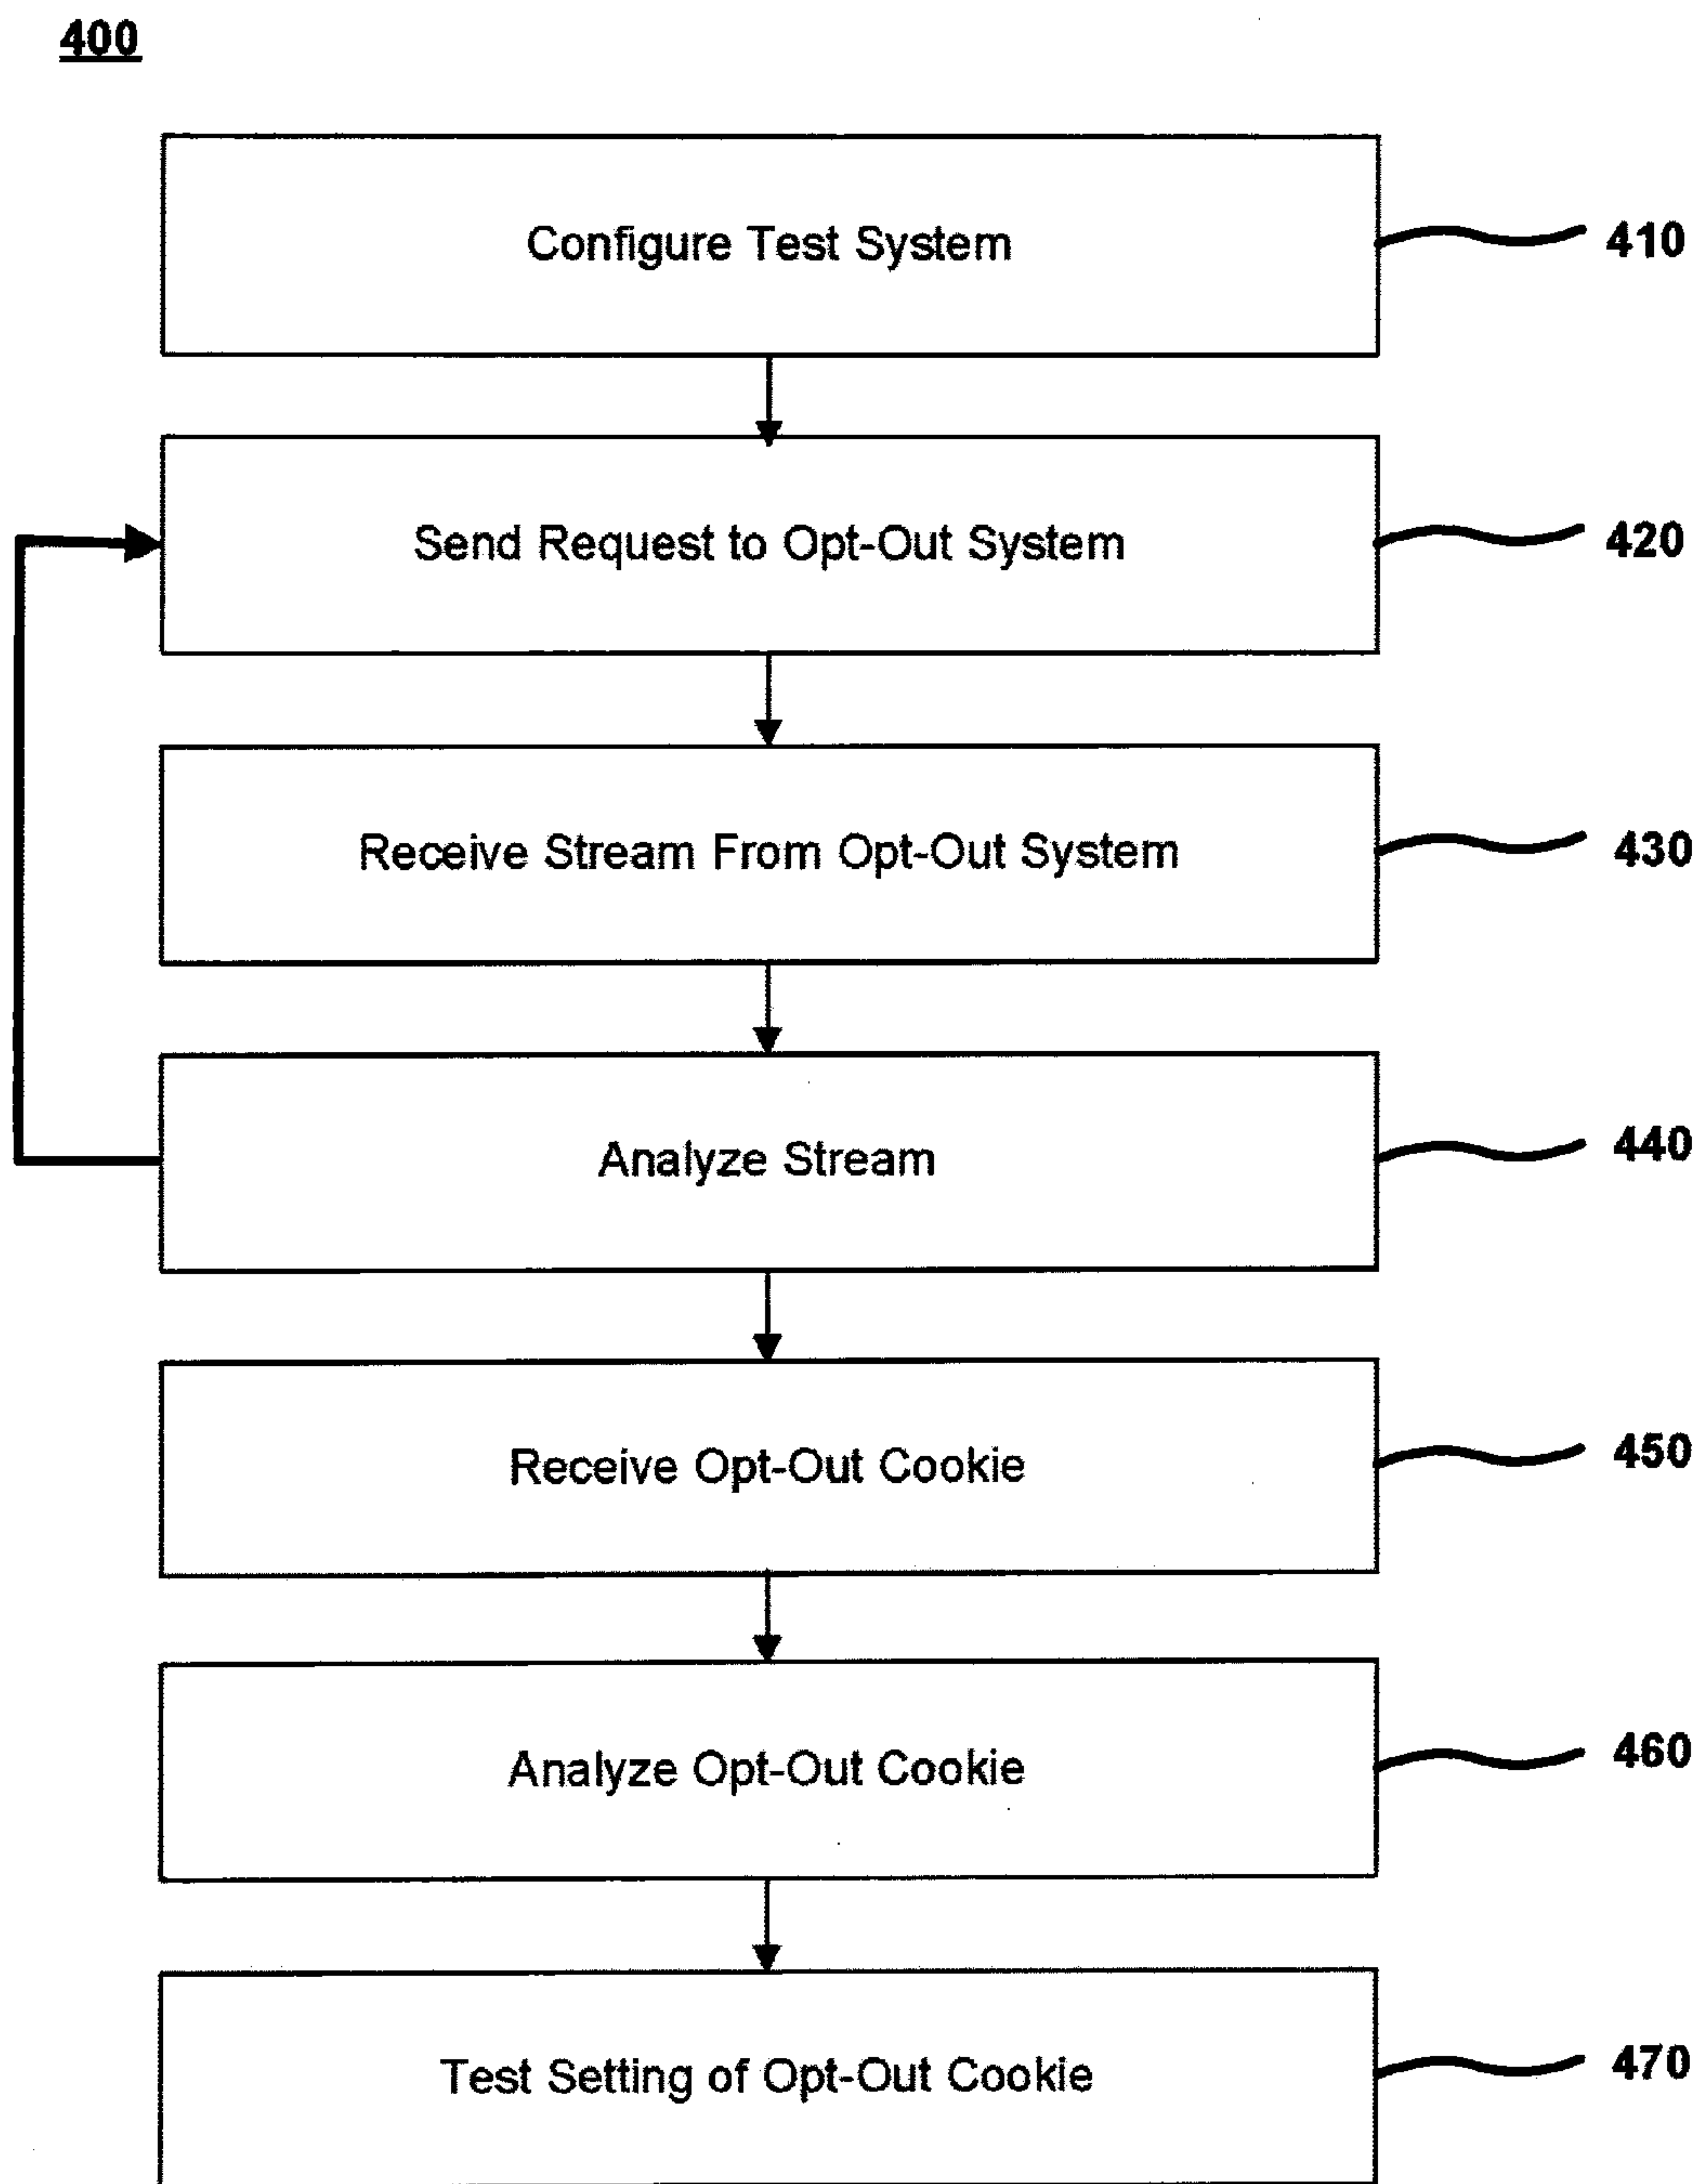 400
Configure Test System
410
Send Request to Opt-Out System
420
Receive Stream From Opt-Out System
430
Analyze Stream
440
Receive Opt-Out Cookie
450
Analyze Opt-Out Cookie
460
Test Setting of Opt-Out Cookie
470